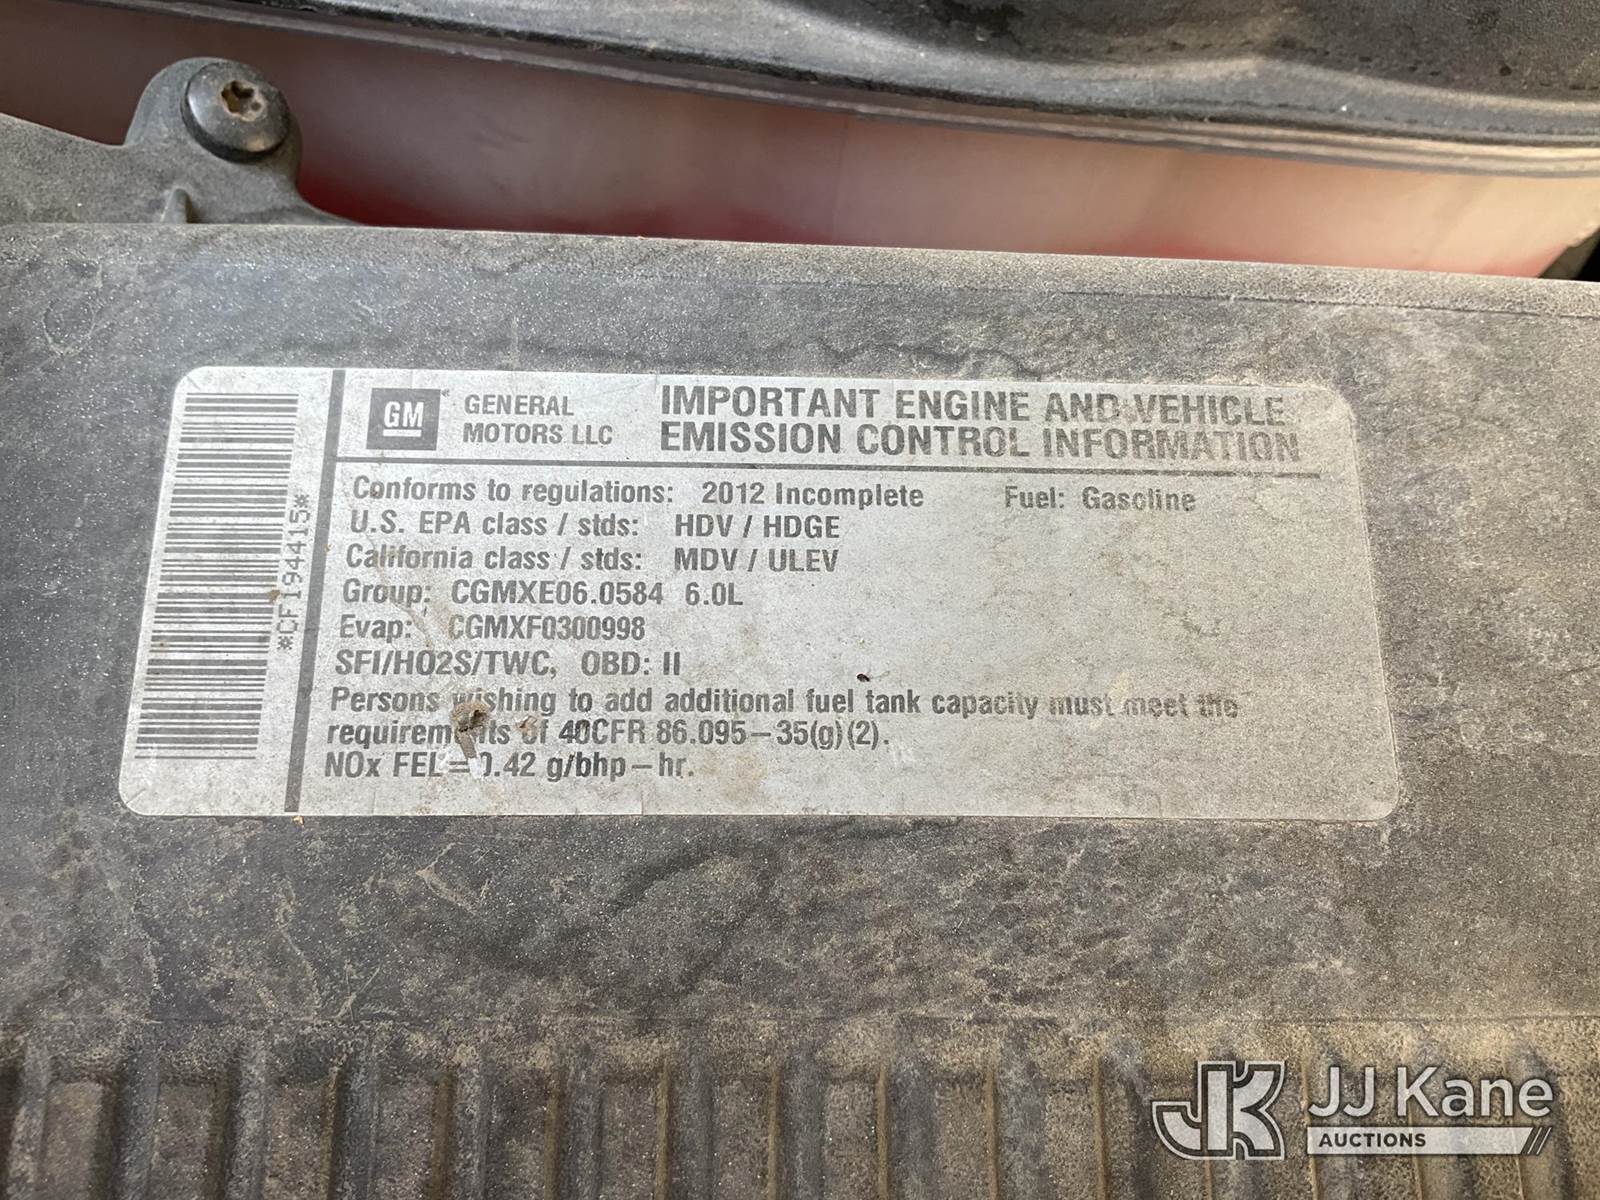 *CF194415*
GM
GENERAL
MOTORS LLC
IMPORTANT ENGINE AND VEHICLE
EMISSION CONTROL INFORMATION
Conforms to regulations: 2012 Incomplete Fuel: Gasoline
U.S. EPA class / stds: HDV / HDGE
California class / stds: MDV / ULEV
Group: CGMXE06.0584 6.0L
Evap: CGMXF0300998
SFI/HO2S/TWC, OBD: II
Persons wishing to add additional fuel tank capacity must meet the
requirements of 40CFR 86.095-35(g)(2).
NOx FEL=0.42 g/bhp-hr.
JK
JJ Kane
AUCTIONS